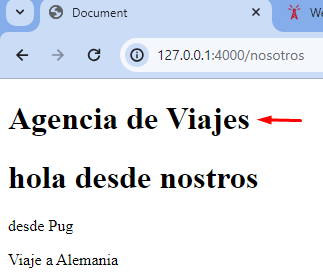 Document
We
127.0.0.1:4000/nosotros
Agencia de Viajes
hola desde nostros
desde Pug
Viaje a Alemania